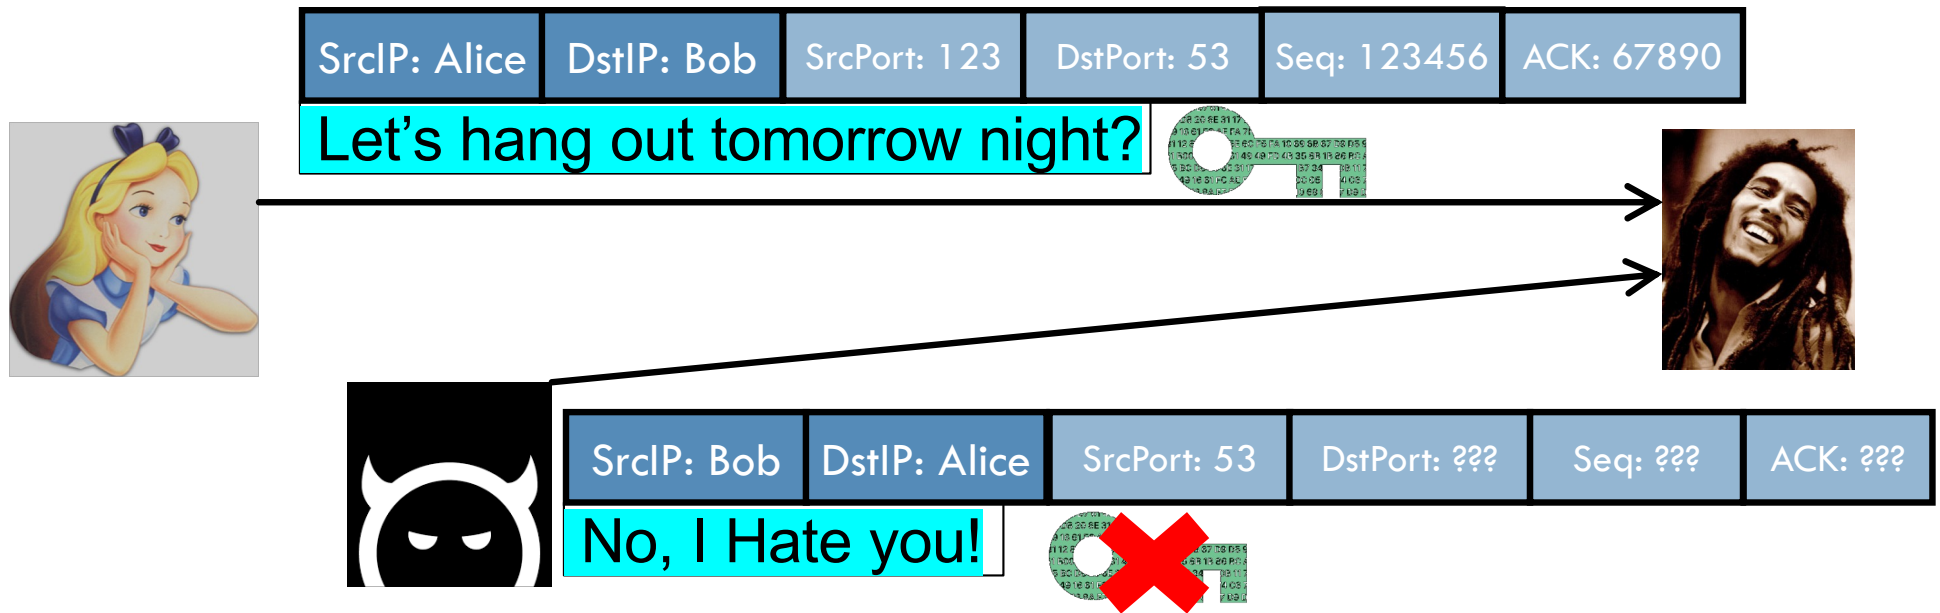 SrcIP: Alice DstIP: Bob SrcPort: 123 DstPort: 53 Seq: 123456 ACK: 67890
Let’s hang out tomorrow night?
SrcIP: Bob DstIP: Alice SrcPort: 53 DstPort: ??? Seq: ??? ACK: ???
No, I Hate you!